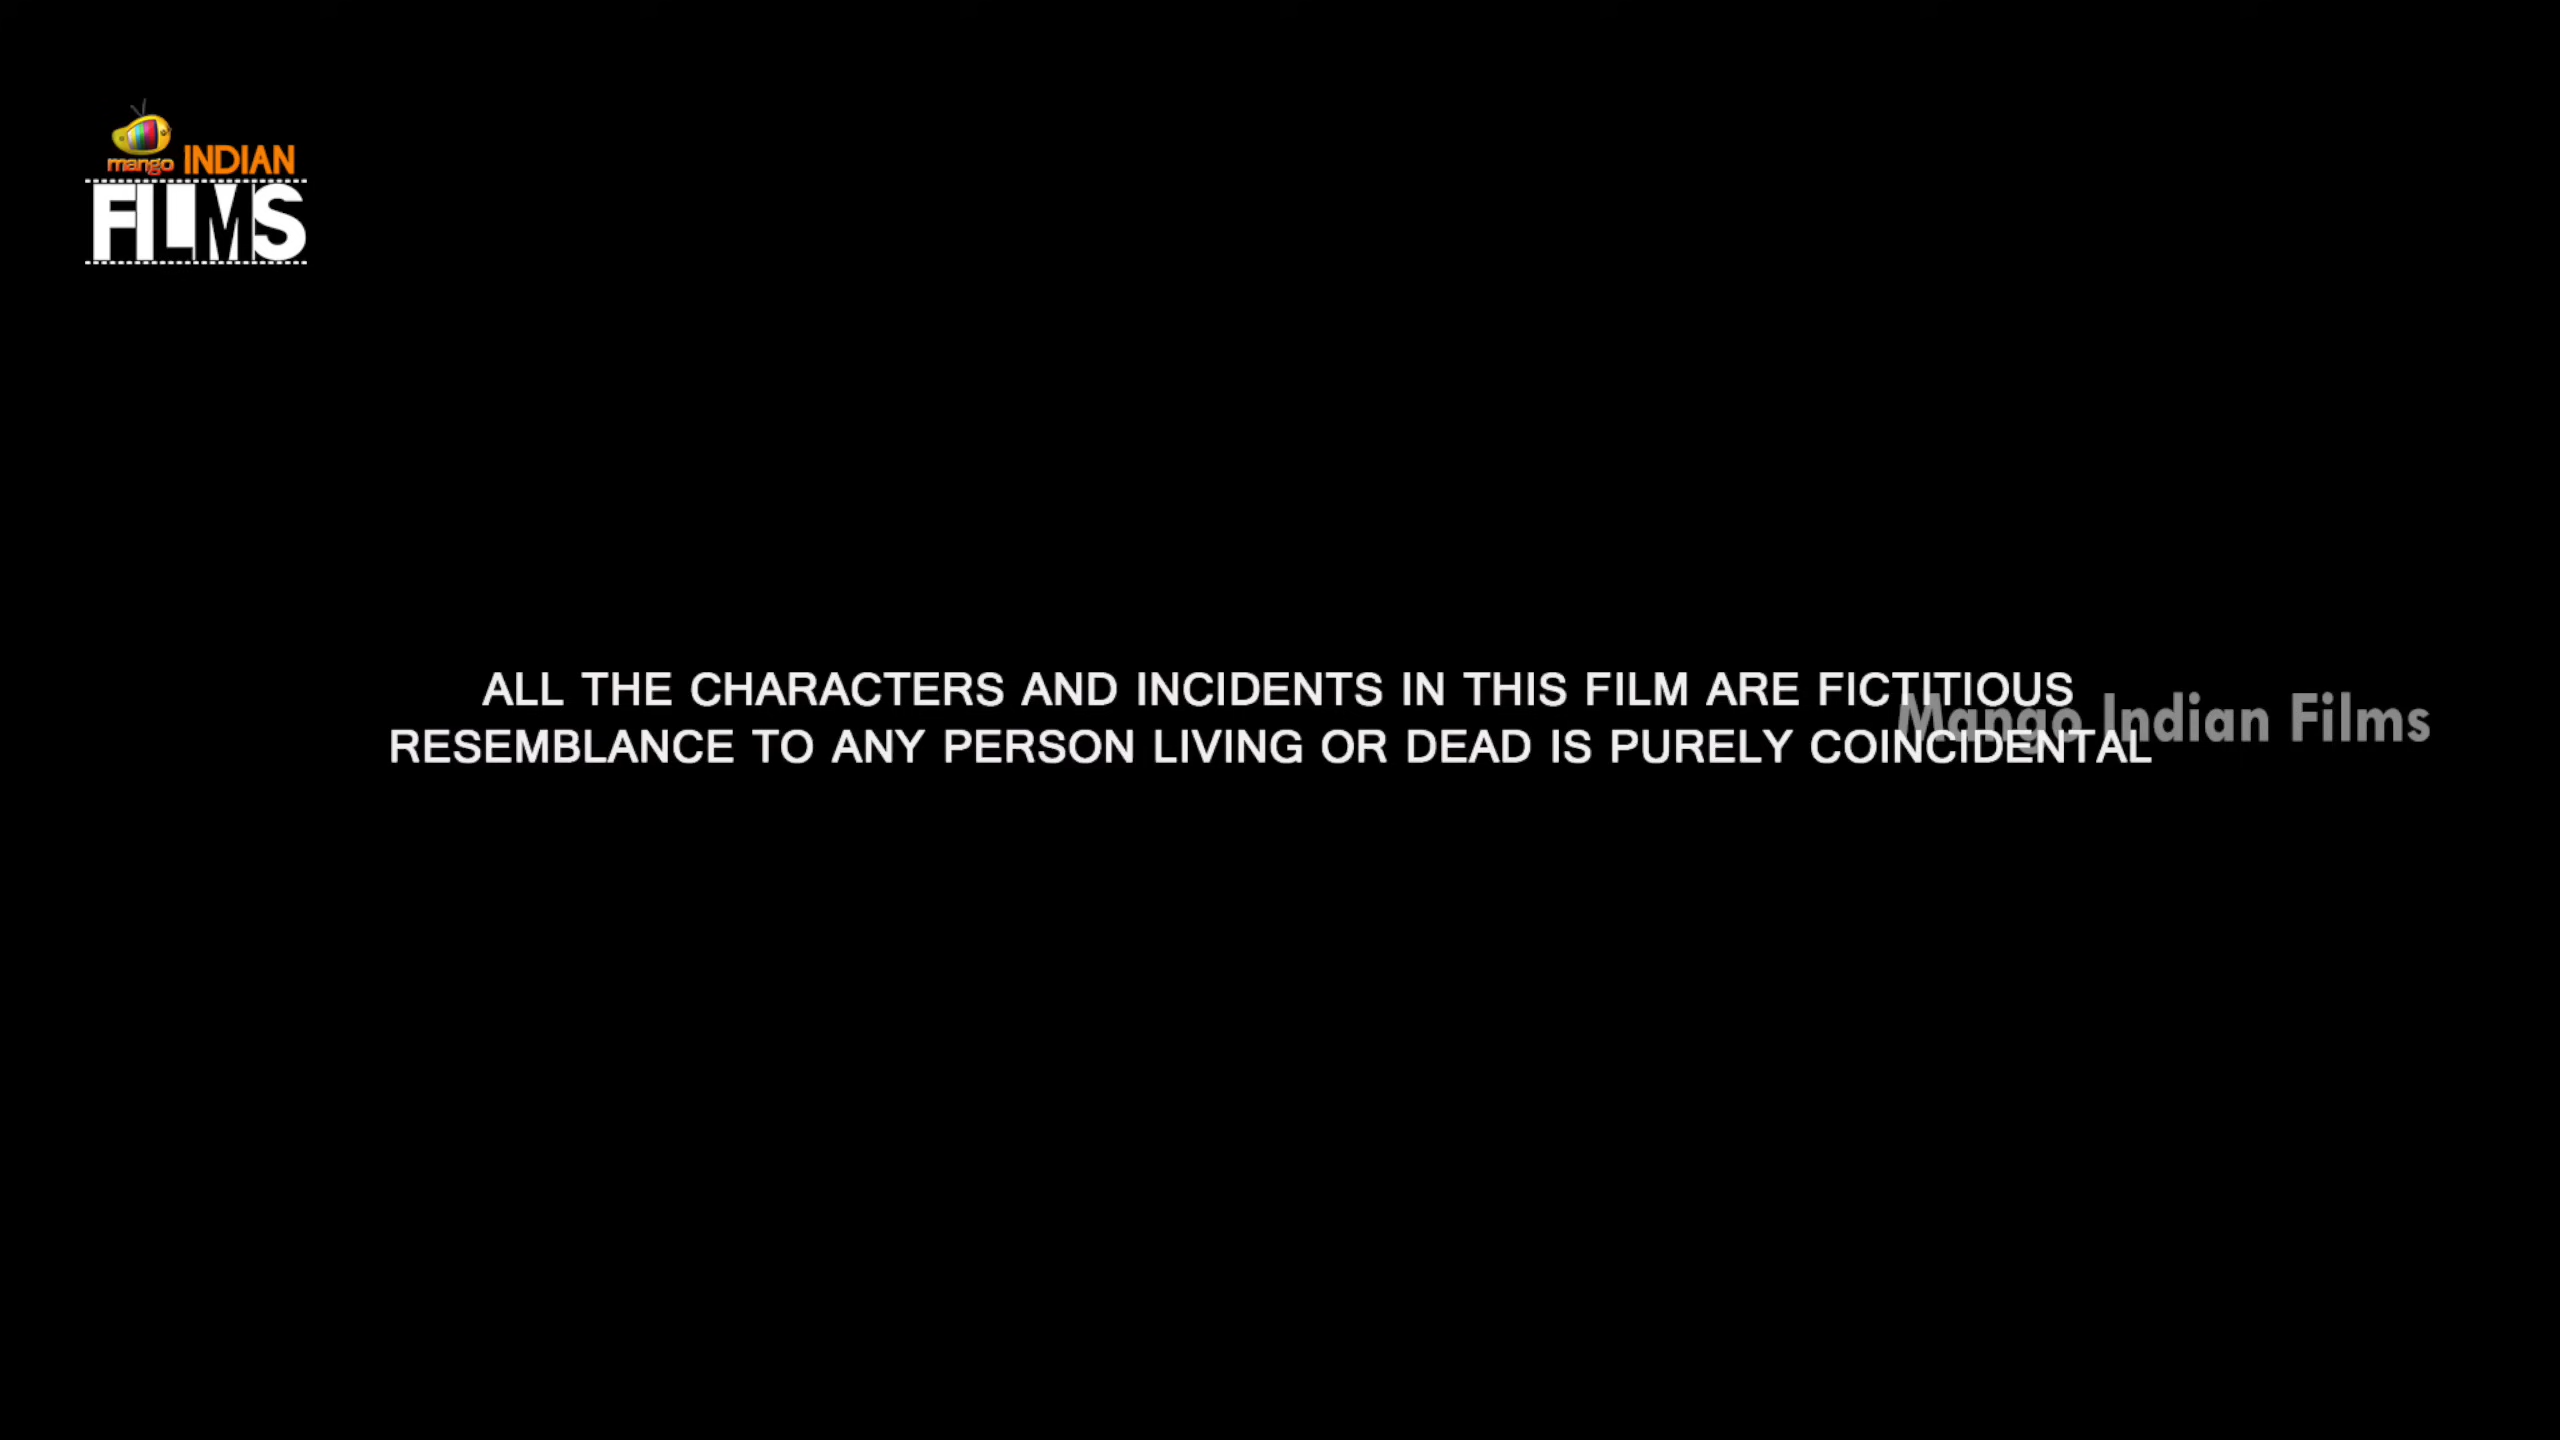 mango INDIAN
FILMS
ALL THE CHARACTERS AND INCIDENTS IN THIS FILM ARE FICTITIOUS
Mango Indian Films
RESEMBLANCE TO ANY PERSON LIVING OR DEAD IS PURELY COINCIDENTAL